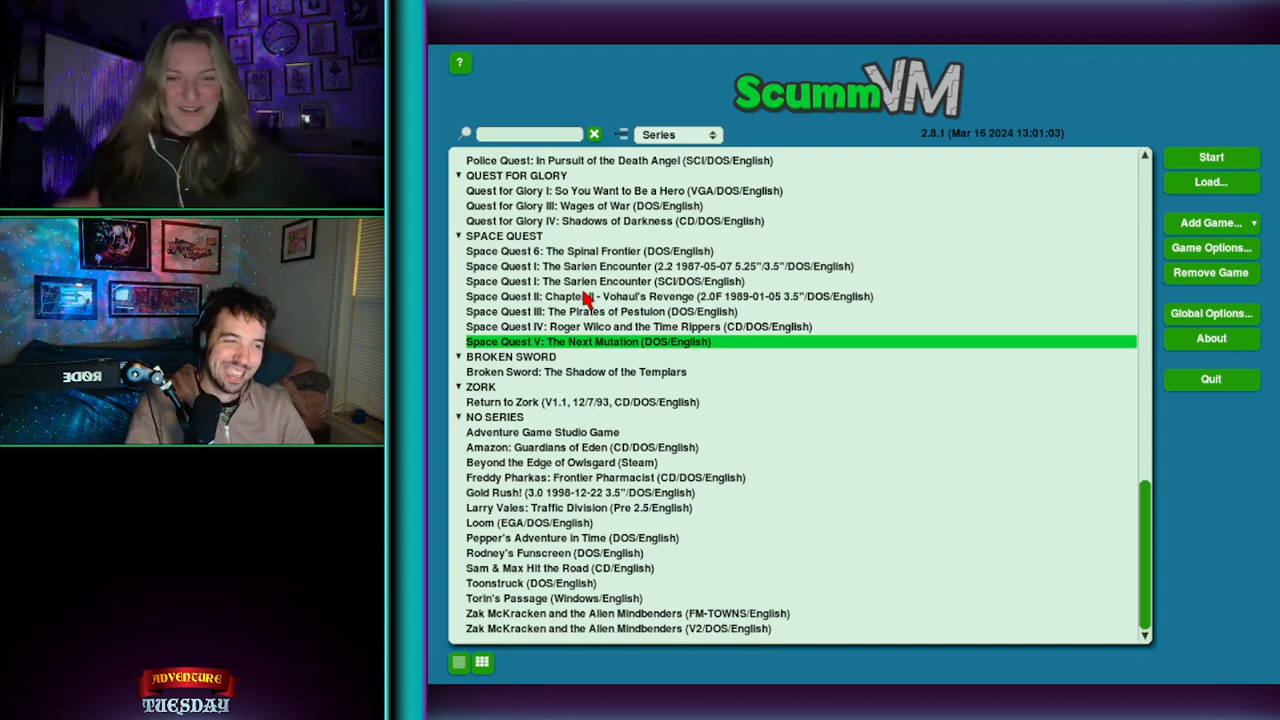 ?
ScummVM
Series
2.8.1 (Mar 16 2024 13:01:03)
Police Quest: In Pursuit of the Death Angel (SCI/DOS/English)
QUEST FOR GLORY
Quest for Glory I: So You Want to Be a Hero (VGA/DOS/English)
Quest for Glory III: Wages of War (DOS/English)
Quest for Glory IV: Shadows of Darkness (CD/DOS/English)
SPACE QUEST
Space Quest 6: The Spinal Frontier (DOS/English)
Space Quest I: The Sarien Encounter (2.2 1987-05-07 5.25"/3.5"/DOS/English)
Space Quest I: The Sarien Encounter (SCI/DOS/English)
Space Quest II: Chapter II - Vohaul's Revenge (2.0F 1989-01-05 3.5"/DOS/English)
Space Quest III: The Pirates of Pestulon (DOS/English)
Space Quest IV: Roger Wilco and the Time Rippers (CD/DOS/English)
Space Quest V: The Next Mutation (DOS/English)
BROKEN SWORD
Broken Sword: The Shadow of the Templars
ZORK
Return to Zork (V1.1, 12/7/93, CD/DOS/English)
NO SERIES
Adventure Game Studio Game
Amazon: Guardians of Eden (CD/DOS/English)
Beyond the Edge of Owlsgard (Steam)
Freddy Pharkas: Frontier Pharmacist (CD/DOS/English)
Gold Rush! (3.0 1998-12-22 3.5"/DOS/English)
Larry Vales: Traffic Division (Pre 2.5/English)
Loom (EGA/DOS/English)
Pepper's Adventure in Time (DOS/English)
Rodney's Funscreen (DOS/English)
Sam & Max Hit the Road (CD/English)
Toonstruck (DOS/English)
Torin's Passage (Windows/English)
Zak McKracken and the Alien Mindbenders (FM-TOWNS/English)
Zak McKracken and the Alien Mindbenders (V2/DOS/English)
Start
Load...
Add Game...
Game Options...
Remove Game
Global Options...
About
Quit
RØDE
ADVENTURE
TUESDAY